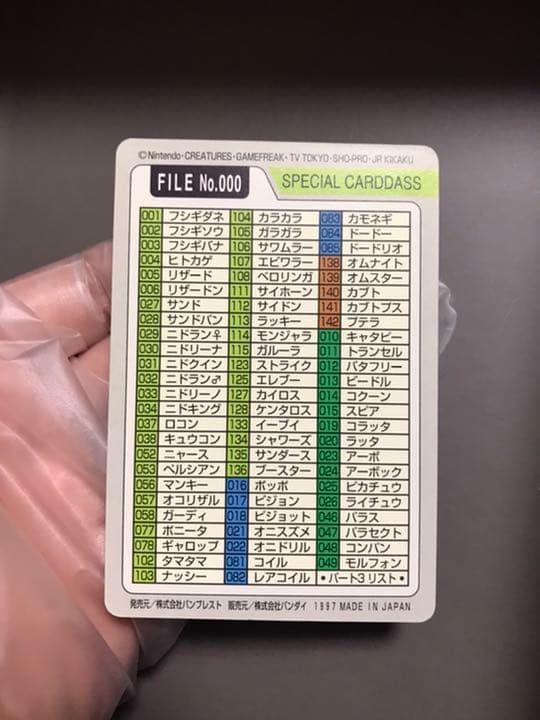 ©Nintendo・CREATURES・GAMEFREAK・TV TOKYO・SHO-PRO・JR KIKAKU
FILE No.000 SPECIAL CARDDASS
001 フシギダネ 104 カラカラ 083 カモネギ
002 フシギソウ 105 ガラガラ 084 ドードー
003 フシギバナ 106 サワムラー 085 ドードリオ
004 ヒトカゲ 107 エビワラー 138 オムナイト
005 リザード 108 ベロリンガ 139 オムスター
006 リザードン 111 サイホーン 140 カブト
027 サンド 112 サイドン 141 カブトプス
028 サンドパン 113 ラッキー 142 プテラ
029 ニドラン♀ 114 モンジャラ 010 キャタピー
030 ニドリーナ 115 ガルーラ 011 トランセル
031 ニドクイン 123 ストライク 012 バタフリー
032 ニドラン♂ 125 エレブー 013 ビードル
033 ニドリーノ 127 カイロス 014 コクーン
034 ニドキング 128 ケンタロス 015 スピア
037 ロコン 133 イーブイ 019 コラッタ
038 キュウコン 134 シャワーズ 020 ラッタ
052 ニャース 135 サンダース 023 アーボ
053 ペルシアン 136 ブースター 024 アーボック
056 マンキー 016 ポッポ 025 ピカチュウ
057 オコリザル 017 ピジョン 026 ライチュウ
058 ガーディ 018 ピジョット 046 パラス
077 ポニータ 021 オニスズメ 047 パラセクト
078 ギャロップ 022 オニドリル 048 コンパン
102 タマタマ 081 コイル 049 モルフォン
103 ナッシー 082 レアコイル •パート3リスト•
発売元/株式会社バンプレスト 販売元/株式会社バンダイ 1997 MADE IN JAPAN